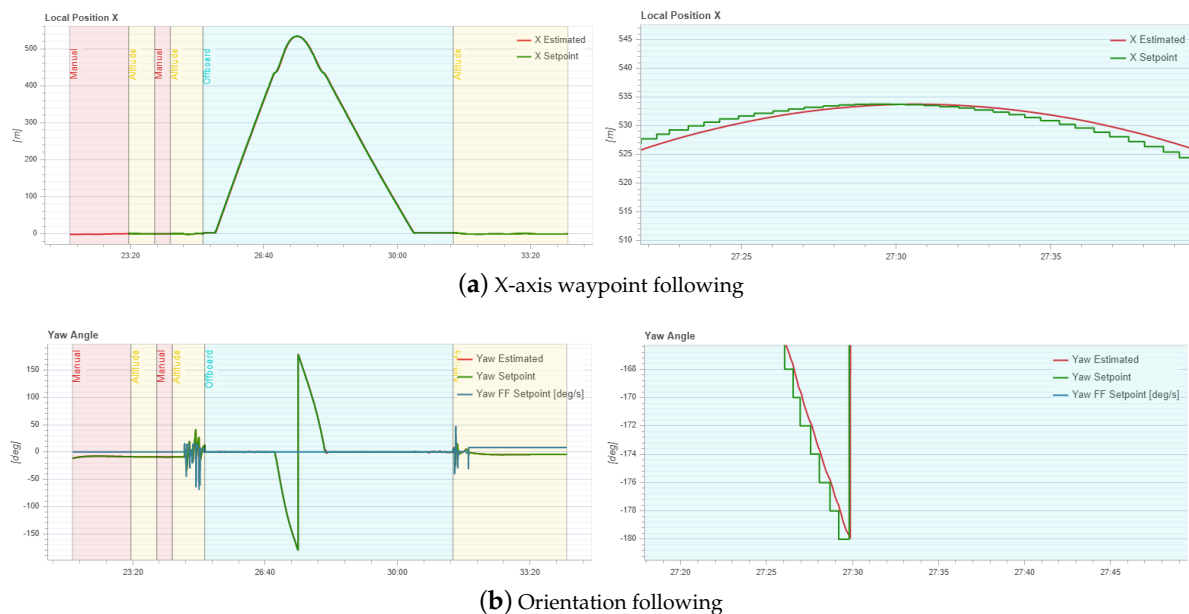 Local Position X
X Estimated
X Setpoint
Manual
Altitude
Manual
Altitude
Offboard
Altitude
[m]
500
400
300
200
100
0
23:20
26:40
30:00
33:20
Local Position X
X Estimated
X Setpoint
[m]
545
540
535
530
525
520
515
510
27:25
27:30
27:35
(a) X-axis waypoint following
Yaw Angle
Yaw Estimated
Yaw Setpoint
Yaw FF Setpoint [deg/s]
Manual
Altitude
Manual
Altitude
Offboard
[deg]
150
100
50
0
-50
-100
-150
23:20
26:40
30:00
33:20
Yaw Angle
Yaw Estimated
Yaw Setpoint
Yaw FF Setpoint [deg/s]
[deg]
-168
-170
-172
-174
-176
-178
-180
27:20
27:25
27:30
27:35
27:40
27:45
(b) Orientation following